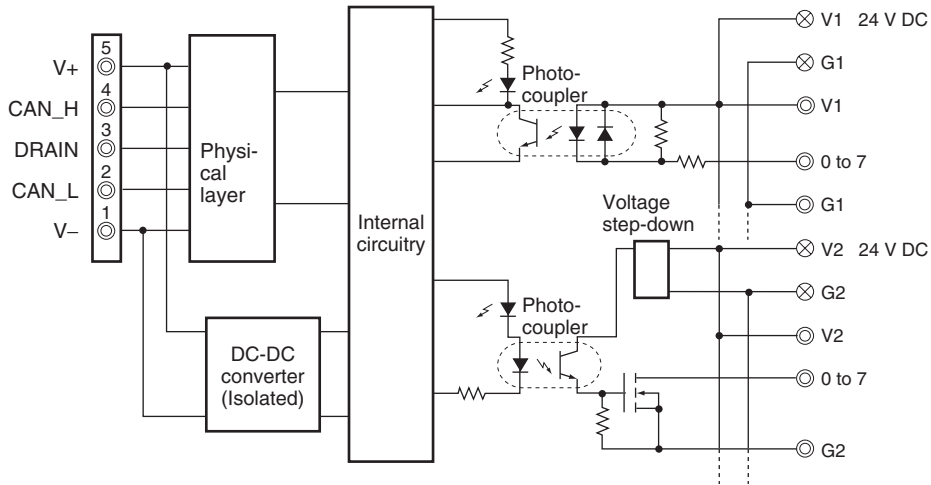 5
V+
4
CAN_H
3
DRAIN
2
CAN_L
1
V–
Physi-
cal
layer
DC-DC
converter
(Isolated)
Internal
circuitry
Photo-
coupler
V1 24 V DC
G1
V1
0 to 7
G1
Voltage
step-down
V2 24 V DC
G2
Photo-
coupler
V2
0 to 7
G2